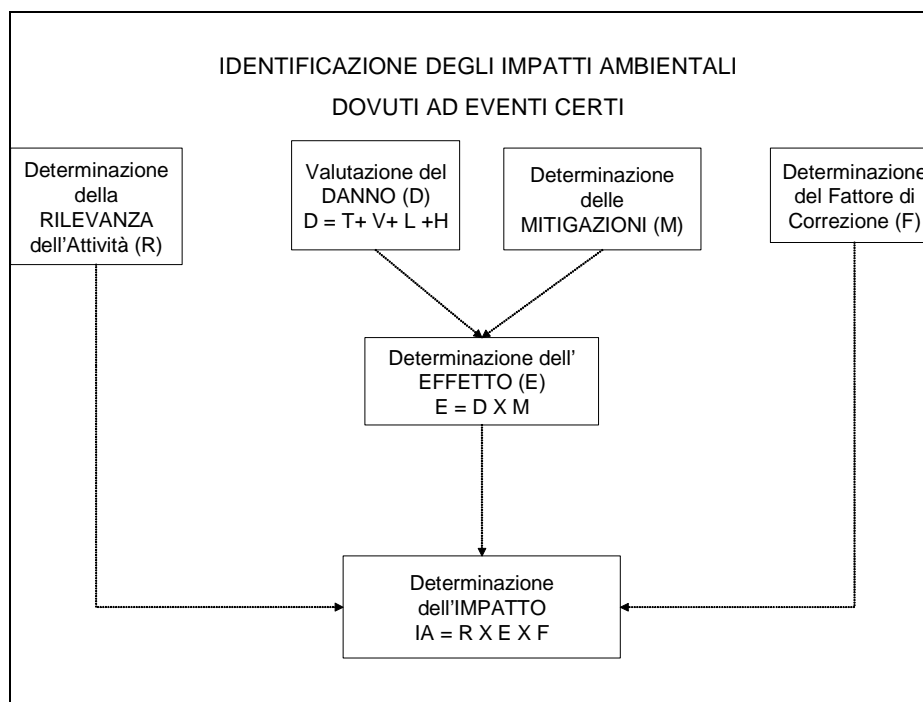 IDENTIFICAZIONE DEGLI IMPATTI AMBIENTALI
DOVUTI AD EVENTI CERTI
Determinazione
della
RILEVANZA
dell'Attività (R)
Valutazione del
DANNO (D)
D = T+ V+ L +H
Determinazione
delle
MITIGAZIONI (M)
Determinazione
del Fattore di
Correzione (F)
Determinazione dell'
EFFETTO (E)
E = D X M
Determinazione
dell'IMPATTO
IA = R X E X F